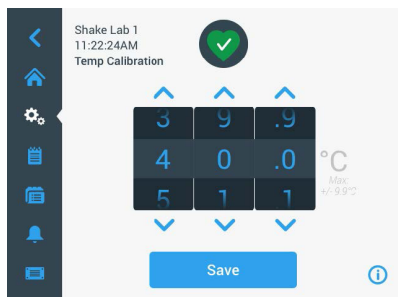 Shake Lab 1
11:22:24AM
Temp Calibration
3 9 .9
4 0 .0 °C
Max:
+/- 9.9°C
5 1 .1
Save